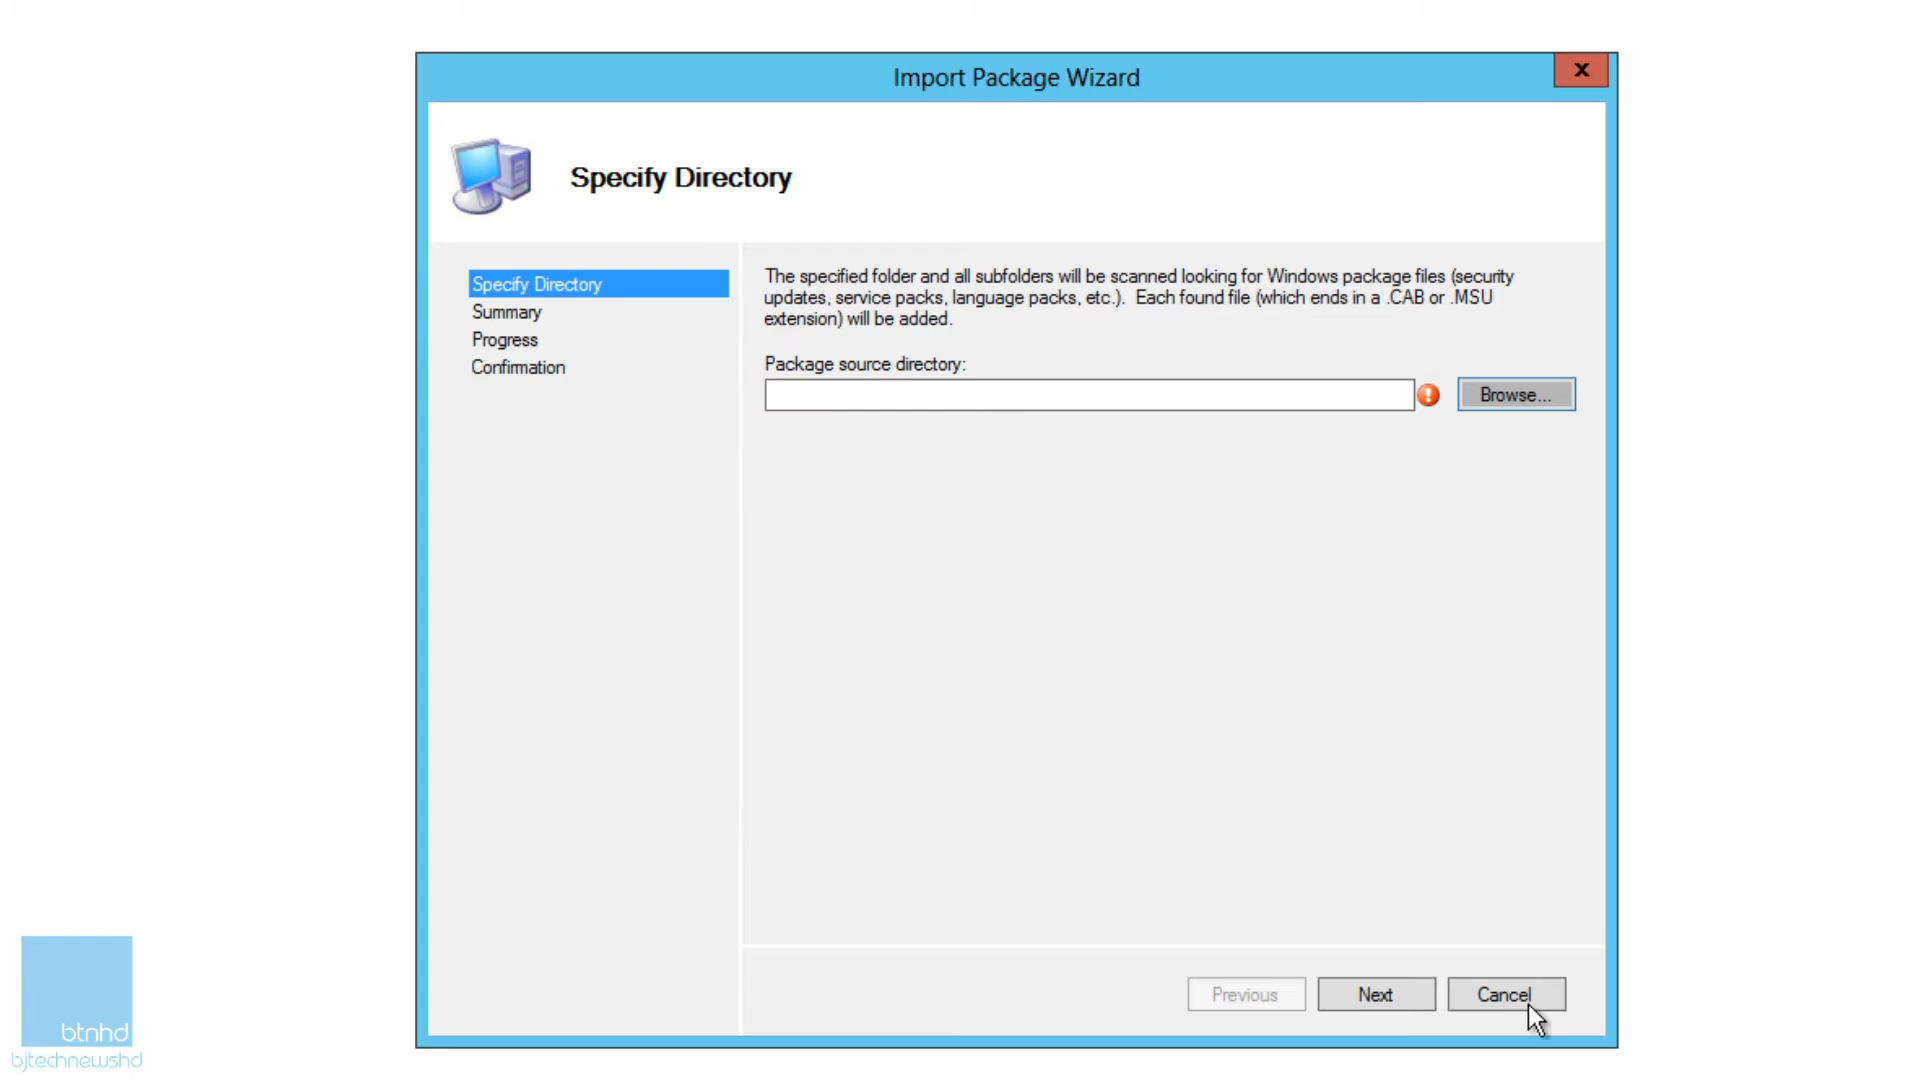 Import Package Wizard
x
Specify Directory
Specify Directory
Summary
Progress
Confirmation
The specified folder and all subfolders will be scanned looking for Windows package files (security
updates, service packs, language packs, etc.).  Each found file (which ends in a .CAB or .MSU
extension) will be added.
Package source directory:
Browse...
Previous
Next
Cancel
btnhd
bjtechnewshd